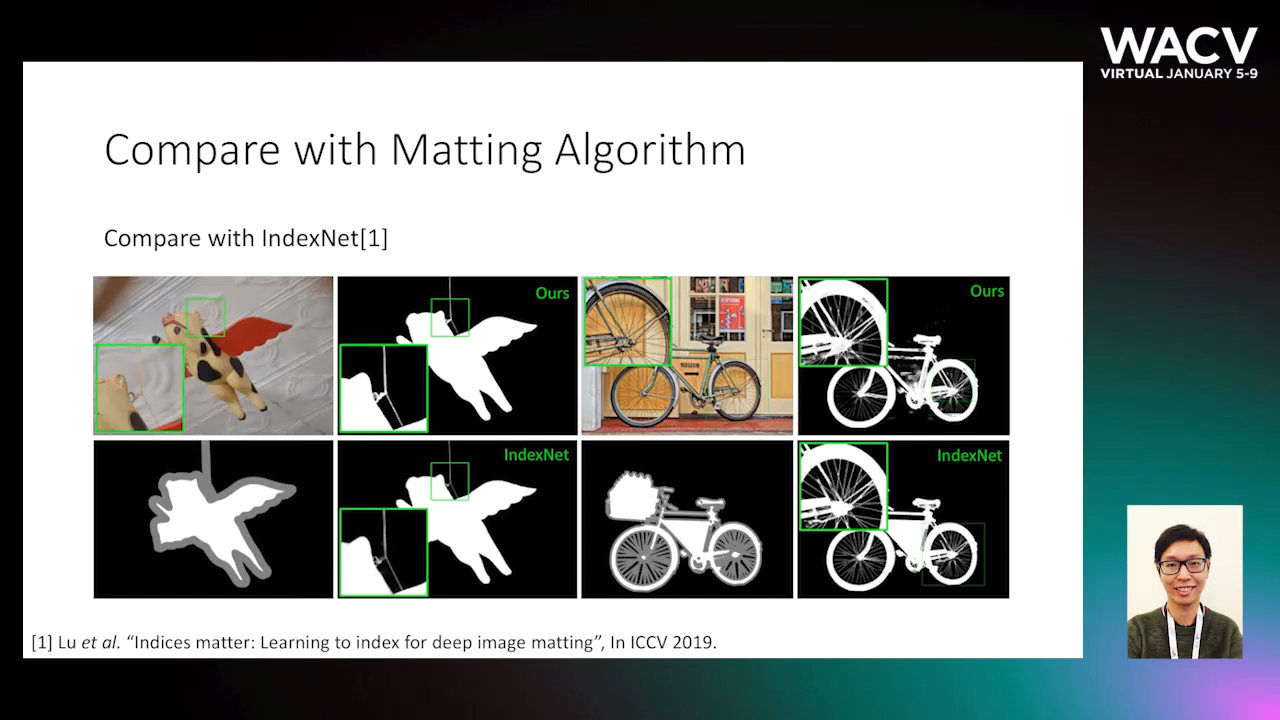 WACV
VIRTUAL JANUARY 5-9
Compare with Matting Algorithm
Compare with IndexNet[1]
Ours
Ours
IndexNet
IndexNet
[1] Lu et al. “Indices matter: Learning to index for deep image matting”, In ICCV 2019.